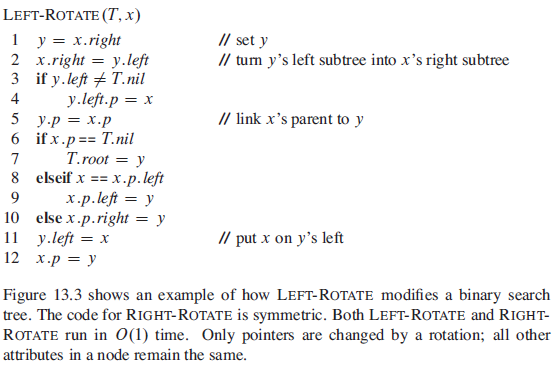 LEFT-ROTATE(T, x)
1 y = x.right // set y
2 x.right = y.left // turn y's left subtree into x's right subtree
3 if y.left ≠ T.nil
4 y.left.p = x
5 y.p = x.p // link x's parent to y
6 if x.p == T.nil
7 T.root = y
8 elseif x == x.p.left
9 x.p.left = y
10 else x.p.right = y
11 y.left = x // put x on y's left
12 x.p = y
Figure 13.3 shows an example of how LEFT-ROTATE modifies a binary search
tree. The code for RIGHT-ROTATE is symmetric. Both LEFT-ROTATE and RIGHT-
ROTATE run in O(1) time. Only pointers are changed by a rotation; all other
attributes in a node remain the same.